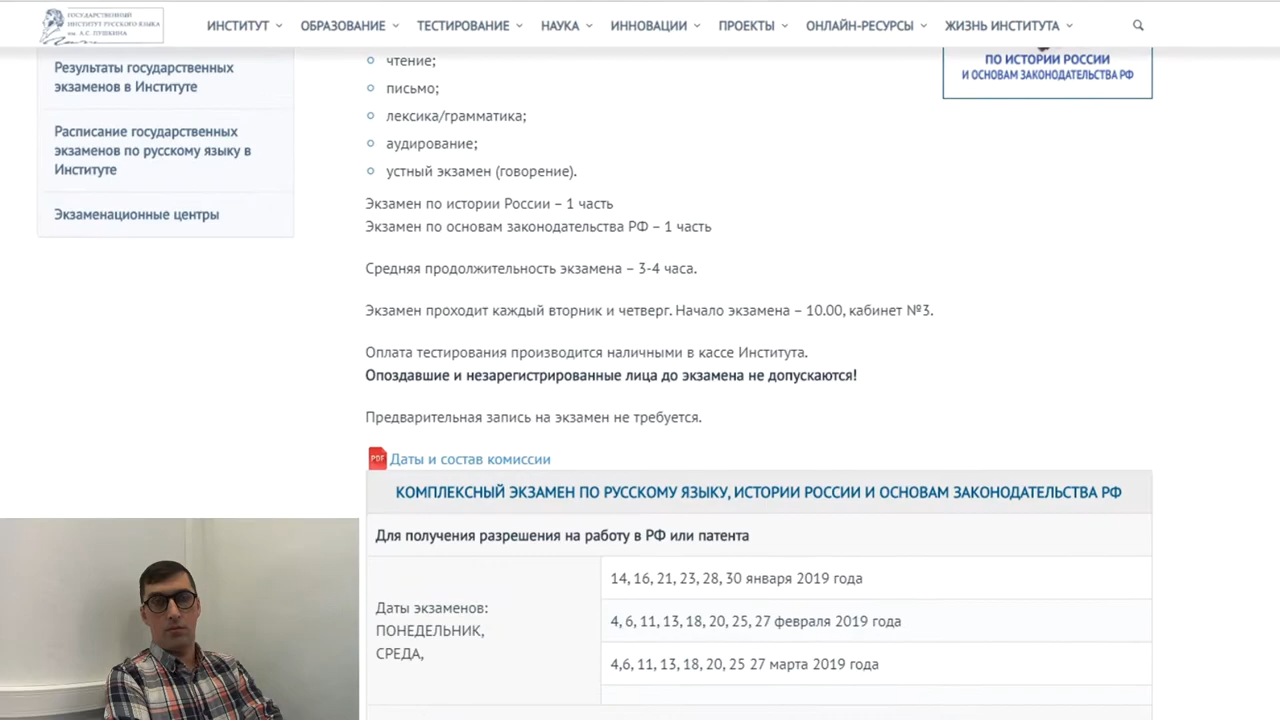 ГОСУДАРСТВЕННЫЙ
ИНСТИТУТ РУССКОГО ЯЗЫКА
им. А.С. ПУШКИНА
ИНСТИТУТ
ОБРАЗОВАНИЕ
ТЕСТИРОВАНИЕ
НАУКА
ИННОВАЦИИ
ПРОЕКТЫ
ОНЛАЙН-РЕСУРСЫ
ЖИЗНЬ ИНСТИТУТА
Результаты государственных
экзаменов в Институте
Расписание государственных
экзаменов по русскому языку в
Институте
Экзаменационные центры
чтение;
письмо;
лексика/грамматика;
аудирование;
устный экзамен (говорение).
Экзамен по истории России – 1 часть
Экзамен по основам законодательства РФ – 1 часть
Средняя продолжительность экзамена – 3-4 часа.
Экзамен проходит каждый вторник и четверг. Начало экзамена – 10.00, кабинет №3.
Оплата тестирования производится наличными в кассе Института.
Опоздавшие и незарегистрированные лица до экзамена не допускаются!
Предварительная запись на экзамен не требуется.
PDF Даты и состав комиссии
КОМПЛЕКСНЫЙ ЭКЗАМЕН ПО РУССКОМУ ЯЗЫКУ, ИСТОРИИ РОССИИ И ОСНОВАМ ЗАКОНОДАТЕЛЬСТВА РФ
Для получения разрешения на работу в РФ или патента
Даты экзаменов:
ПОНЕДЕЛЬНИК,
СРЕДА,
14, 16, 21, 23, 28, 30 января 2019 года
4, 6, 11, 13, 18, 20, 25, 27 февраля 2019 года
4,6, 11, 13, 18, 20, 25 27 марта 2019 года
ПО ИСТОРИИ РОССИИ
И ОСНОВАМ ЗАКОНОДАТЕЛЬСТВА РФ